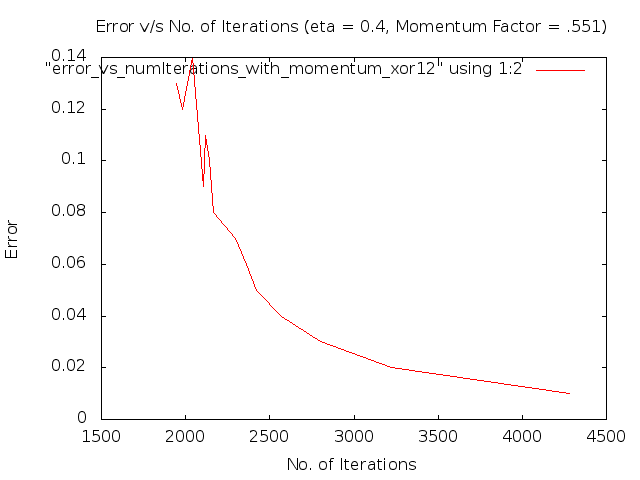 Error v/s No. of Iterations (eta = 0.4, Momentum Factor = .551)
0.14
"error_vs_numIterations_with_momentum_xor12" using 1:2
0.12
0.1
0.08
Error
0.06
0.04
0.02
0
1500 2000 2500 3000 3500 4000 4500
No. of Iterations